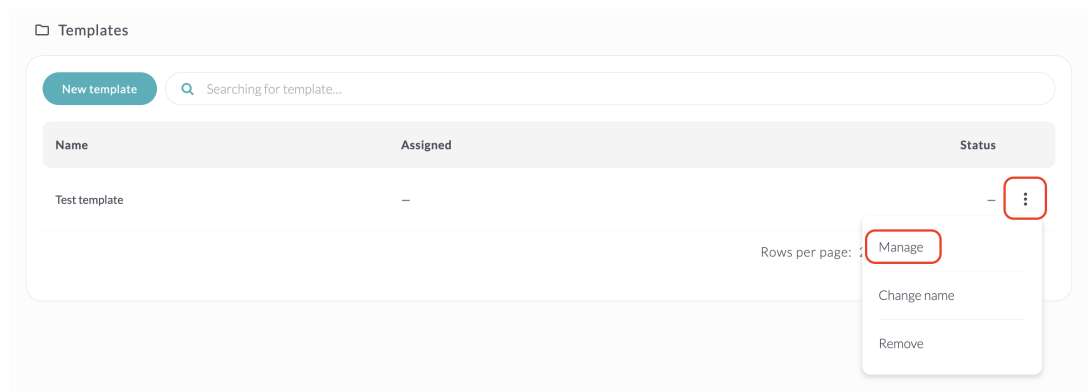 Templates
New template
Searching for template...
Name Assigned Status
Test template – –
Rows per page:
Manage
Change name
Remove